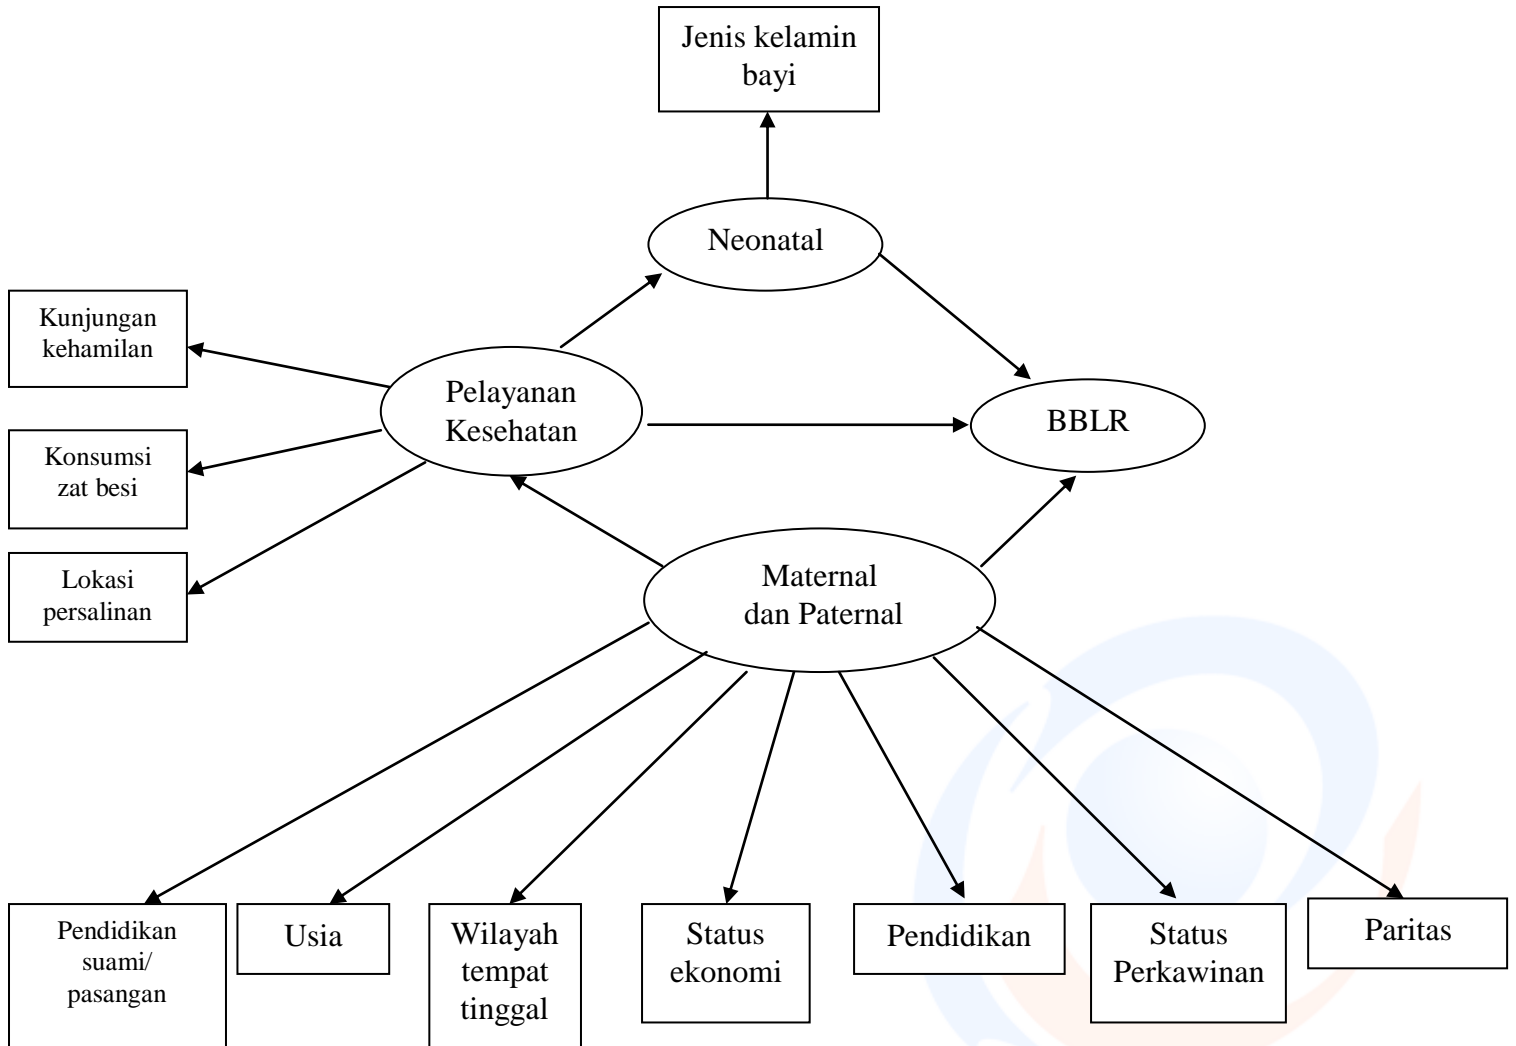 Jenis kelamin
bayi
Neonatal
Kunjungan
kehamilan
Pelayanan
Kesehatan
BBLR
Konsumsi
zat besi
Lokasi
persalinan
Maternal
dan Paternal
Pendidikan
suami/
pasangan
Usia
Wilayah
tempat
tinggal
Status
ekonomi
Pendidikan
Status
Perkawinan
Paritas